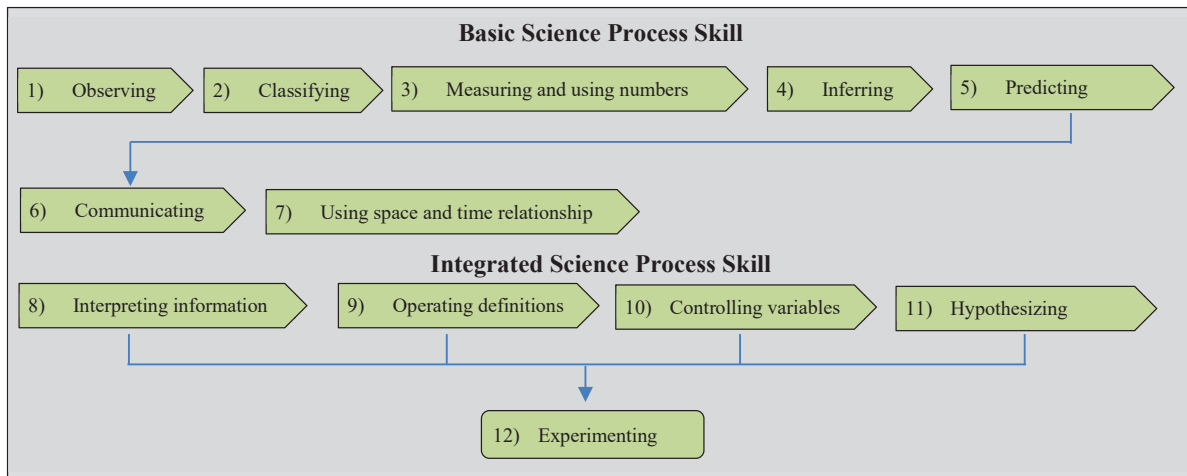 Basic Science Process Skill
1) Observing
2) Classifying
3) Measuring and using numbers
4) Inferring
5) Predicting
6) Communicating
7) Using space and time relationship
Integrated Science Process Skill
8) Interpreting information
9) Operating definitions
10) Controlling variables
11) Hypothesizing
12) Experimenting